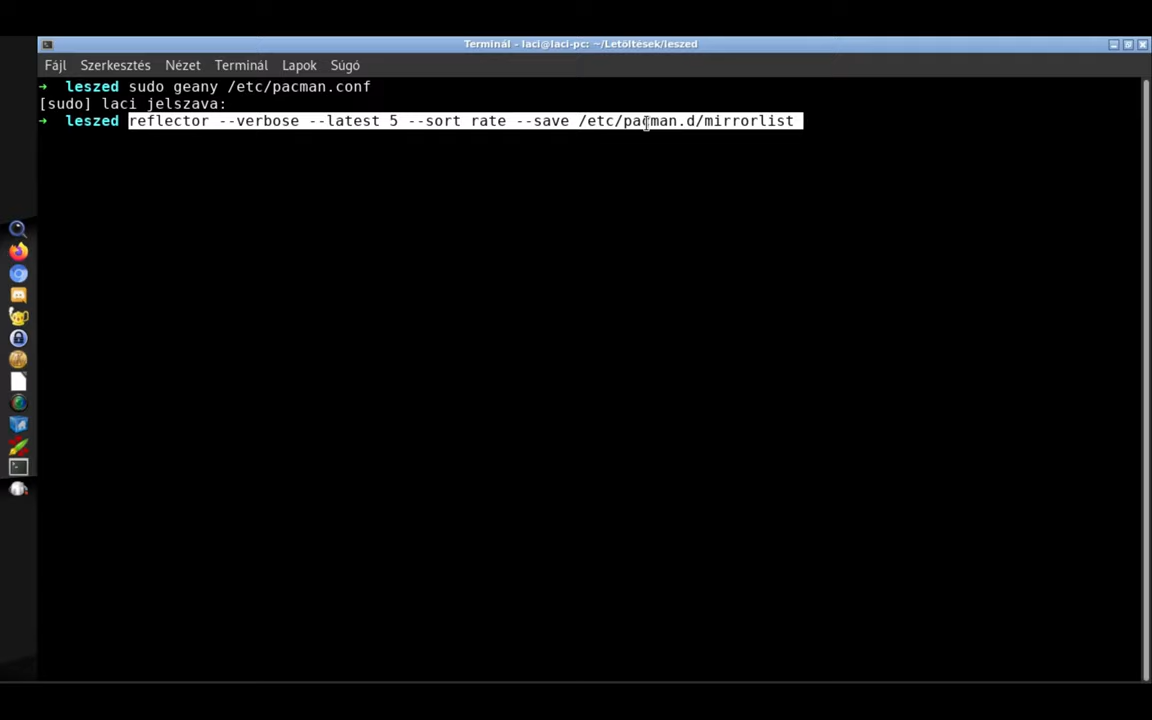 Terminál - laci@laci-pc: ~/Letöltések/leszed
Fájl Szerkesztés Nézet Terminál Lapok Súgó
➜ leszed sudo geany /etc/pacman.conf
[sudo] laci jelszava:
➜ leszed reflector --verbose --latest 5 --sort rate --save /etc/pacman.d/mirrorlist